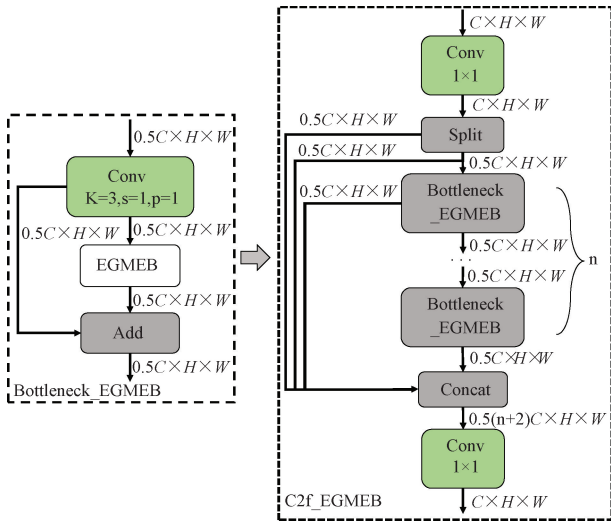 0.5C×H×W
Conv
K=3,s=1,p=1
0.5C×H×W
0.5C×H×W
EGMEB
0.5C×H×W
Add
0.5C×H×W
Bottleneck_EGMEB
C×H×W
Conv
1×1
C×H×W
0.5C×H×W
Split
0.5C×H×W
0.5C×H×W
0.5C×H×W
Bottleneck
_EGMEB
0.5C×H×W
...
0.5C×H×W
n
Bottleneck
_EGMEB
0.5C×H×W
Concat
0.5(n+2)C×H×W
Conv
1×1
C2f_EGMEB
C×H×W